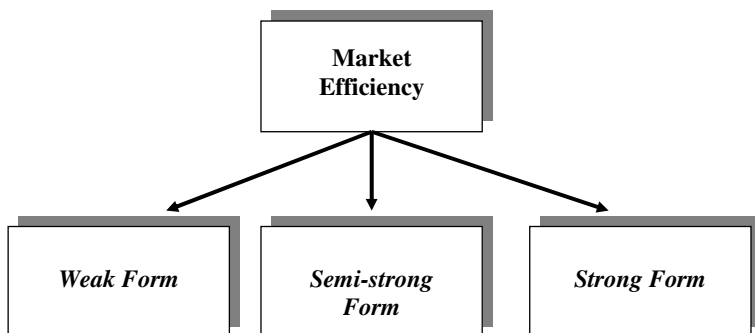 Market
Efficiency
Weak Form
Semi-strong
Form
Strong Form